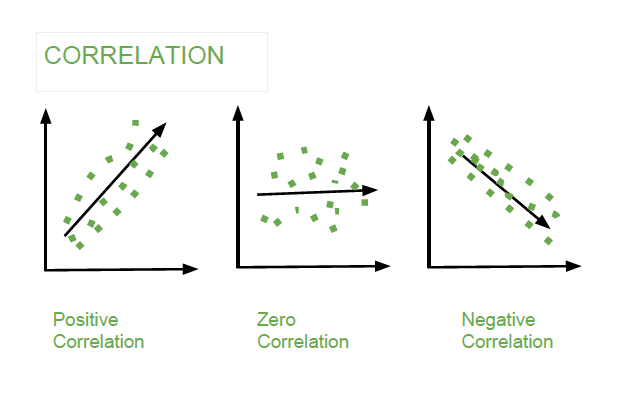 CORRELATION
Positive
Correlation
Zero
Correlation
Negative
Correlation